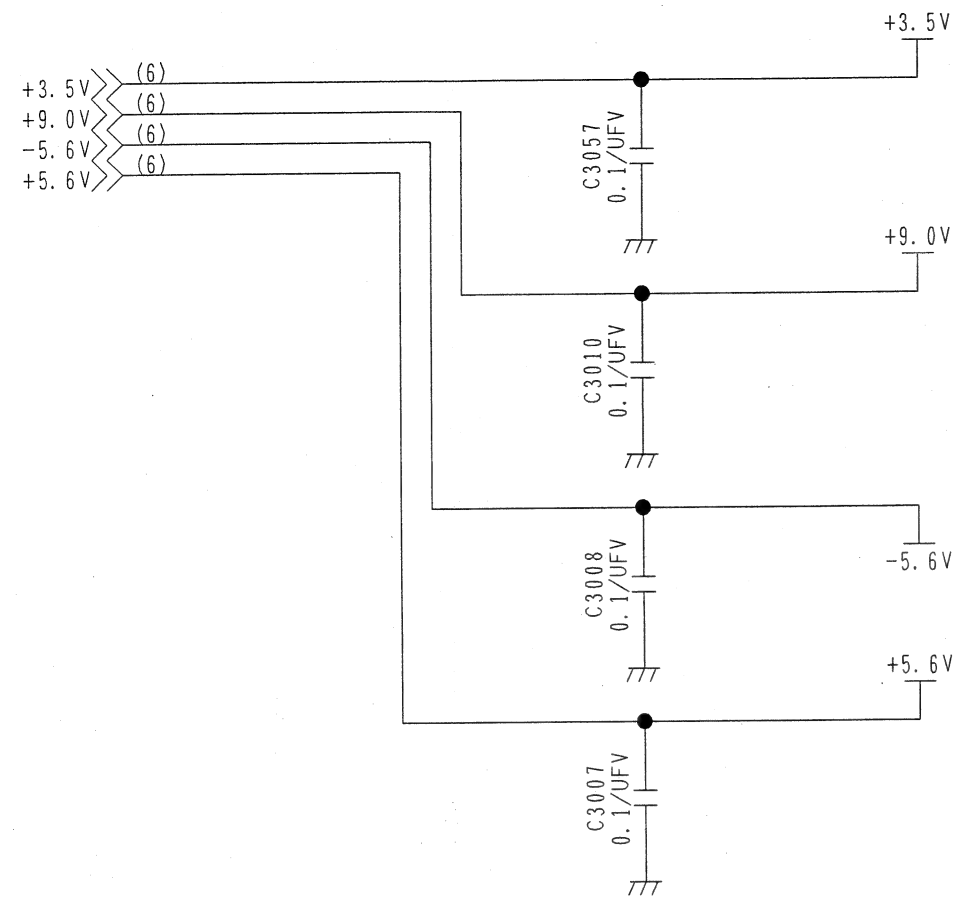 +3.5V
+3.5V
(6)
+9.0V
(6)
-5.6V
(6)
+5.6V
(6)
C3057
0.1/UFV
+9.0V
C3010
0.1/UFV
C3008
0.1/UFV
-5.6V
+5.6V
C3007
0.1/UFV